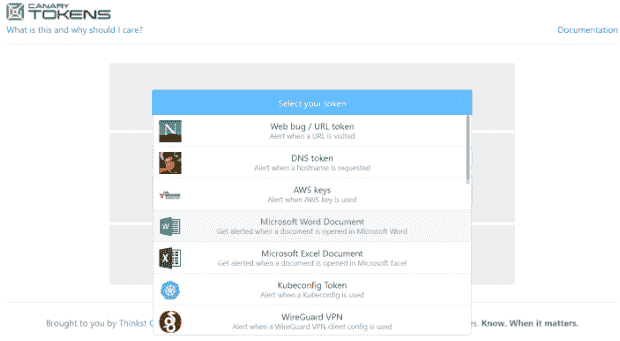 CANARY
TOKENS
What is this and why should I care?
Documentation
Select your token
Web bug / URL token
Alert when a URL is visited
DNS token
Alert when a hostname is requested
AWS keys
Alert when AWS key is used
Microsoft Word Document
Get alerted when a document is opened in Microsoft Word
Microsoft Excel Document
Get alerted when a document is opened in Microsoft Excel
Kubeconfig Token
Alert when a Kubeconfig is used
WireGuard VPN
Alert when a WireGuard VPN client config is used
Brought to you by Thinkst Know. When it matters.